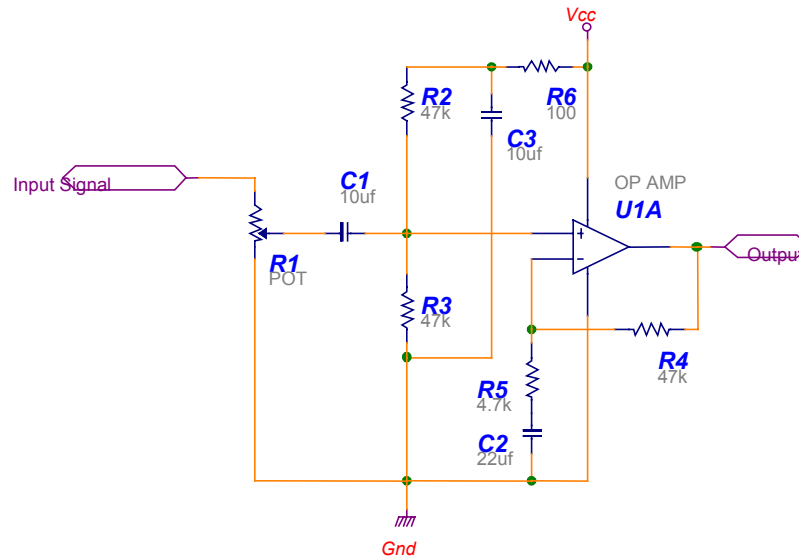 Vcc
R2
47k
R6
100
C3
10uf
Input Signal
C1
10uf
OP AMP
U1A
+
-
Output
R1
POT
R3
47k
R4
47k
R5
4.7k
C2
22uf
Gnd